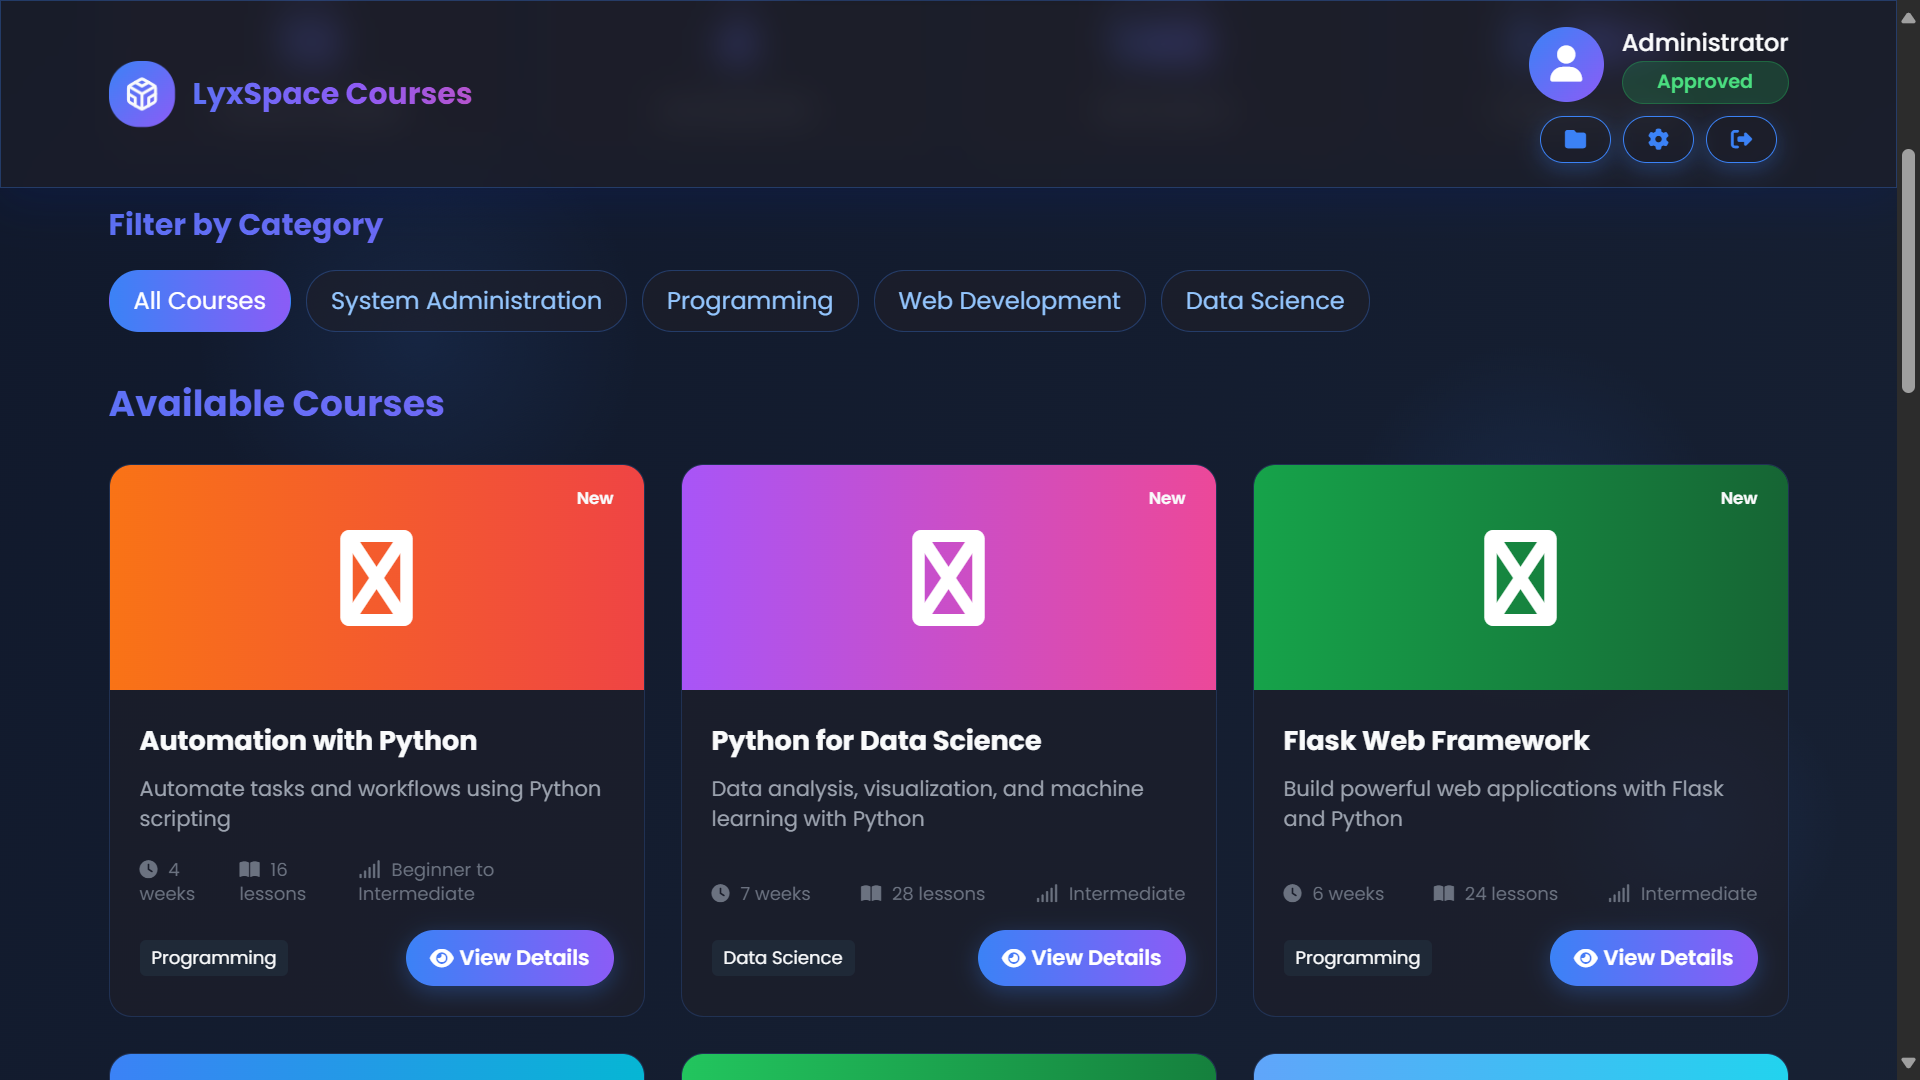 LyxSpace Courses
Administrator
Approved
Filter by Category
All Courses
System Administration
Programming
Web Development
Data Science
Available Courses
New
Automation with Python
Automate tasks and workflows using Python
scripting
4
weeks
16
lessons
Beginner to
Intermediate
Programming
View Details
New
Python for Data Science
Data analysis, visualization, and machine
learning with Python
7 weeks
28 lessons
Intermediate
Data Science
View Details
New
Flask Web Framework
Build powerful web applications with Flask
and Python
6 weeks
24 lessons
Intermediate
Programming
View Details